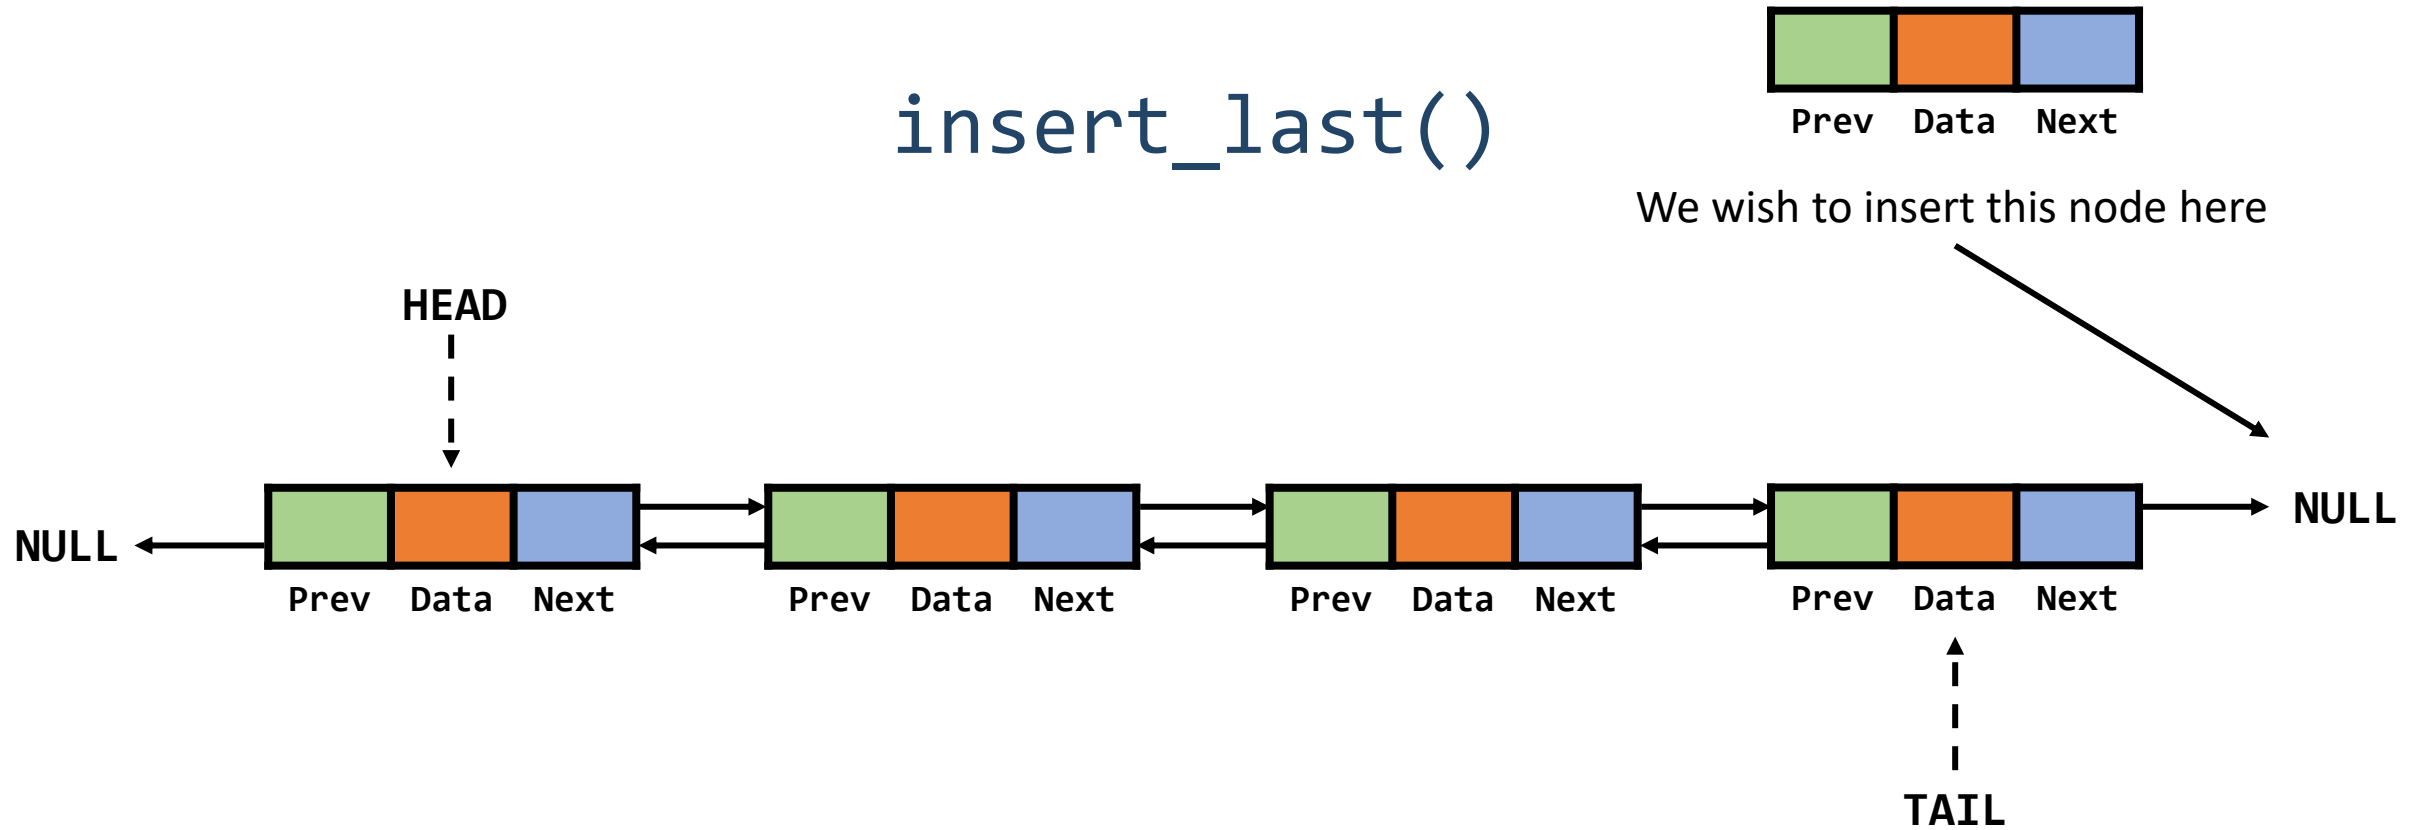 Prev Data Next
insert_last()
We wish to insert this node here
HEAD
NULL
NULL
Prev Data Next
Prev Data Next
Prev Data Next
Prev Data Next
TAIL